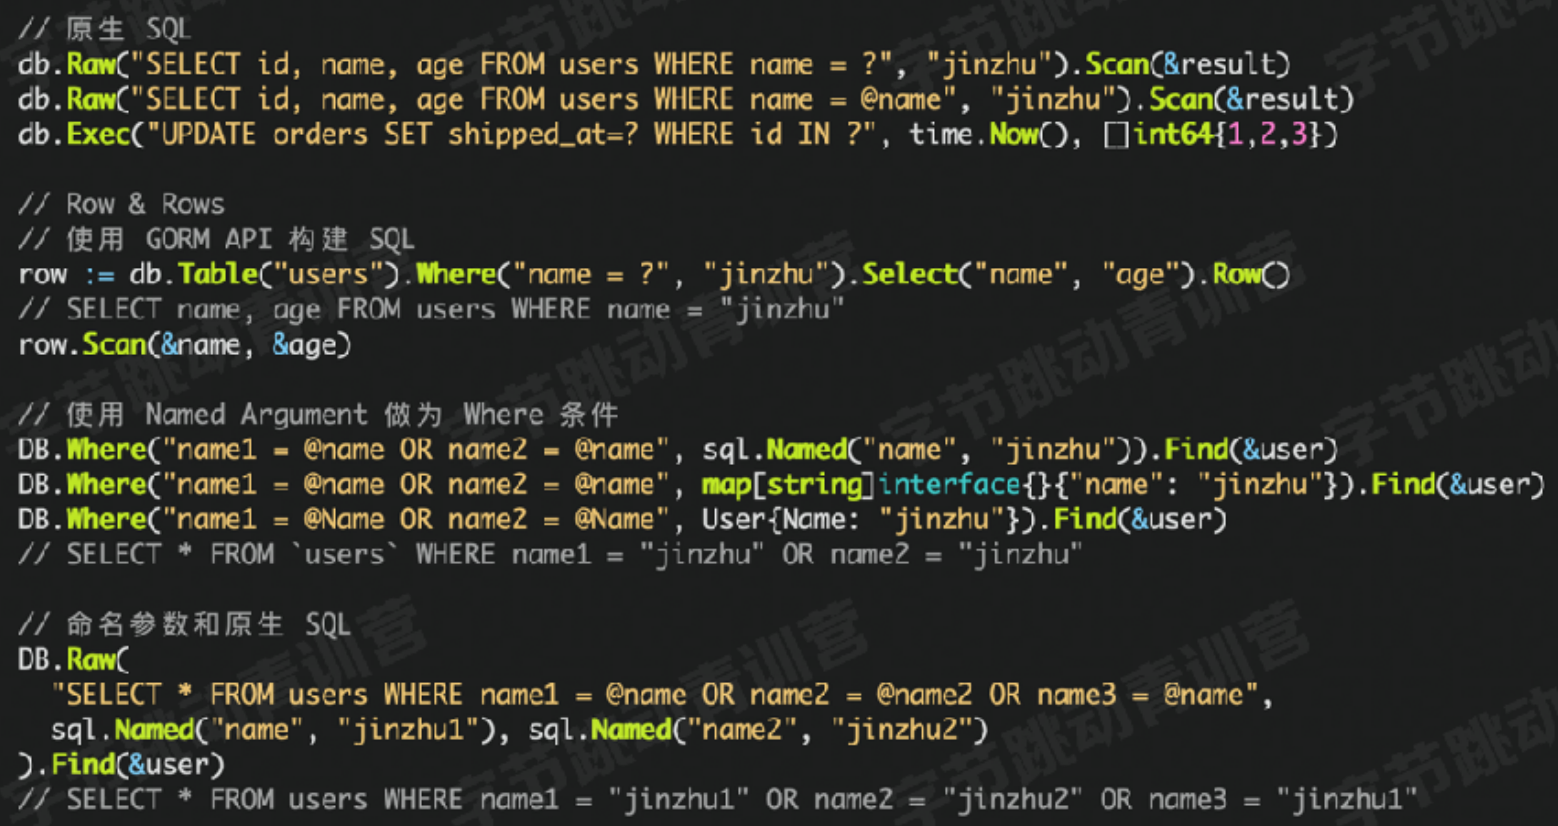 // 原生 SQL
db.Raw("SELECT id, name, age FROM users WHERE name = ?", "jinzhu").Scan(&result)
db.Raw("SELECT id, name, age FROM users WHERE name = @name", "jinzhu").Scan(&result)
db.Exec("UPDATE orders SET shipped_at=? WHERE id IN ?", time.Now(), []int64{1,2,3})
// Row & Rows
// 使用 GORM API 构建 SQL
row := db.Table("users").Where("name = ?", "jinzhu").Select("name", "age").Row()
// SELECT name, age FROM users WHERE name = "jinzhu"
row.Scan(&name, &age)
// 使用 Named Argument 做为 Where 条件
DB.Where("name1 = @name OR name2 = @name", sql.Named("name", "jinzhu")).Find(&user)
DB.Where("name1 = @name OR name2 = @name", map[string]interface{}{"name": "jinzhu"}).Find(&user)
DB.Where("name1 = @Name OR name2 = @Name", User{Name: "jinzhu"}).Find(&user)
// SELECT * FROM `users` WHERE name1 = "jinzhu" OR name2 = "jinzhu"
// 命名参数和原生 SQL
DB.Raw(
"SELECT * FROM users WHERE name1 = @name OR name2 = @name2 OR name3 = @name",
sql.Named("name", "jinzhu1"), sql.Named("name2", "jinzhu2")
).Find(&user)
// SELECT * FROM users WHERE name1 = "jinzhu1" OR name2 = "jinzhu2" OR name3 = "jinzhu1"
字节跳动青训营